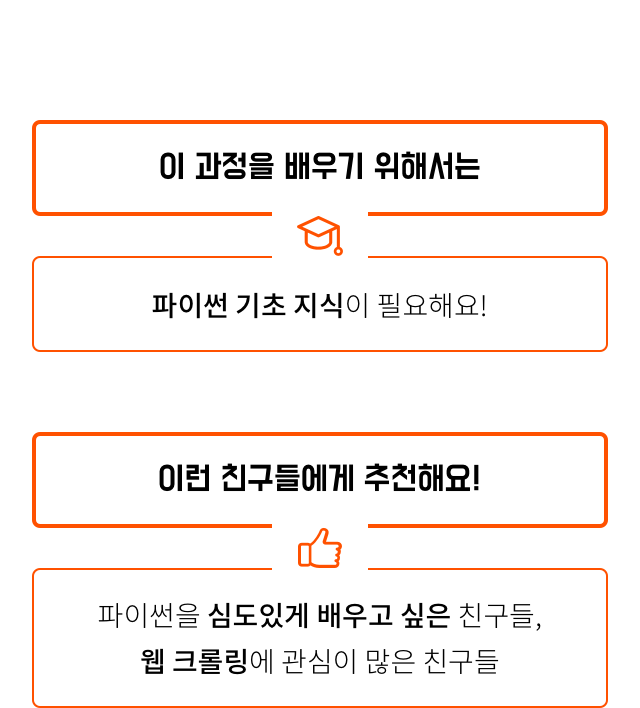 이 과정을 배우기 위해서는
파이썬 기초 지식이 필요해요!
이런 친구들에게 추천해요!
파이썬을 심도있게 배우고 싶은 친구들,
웹 크롤링에 관심이 많은 친구들